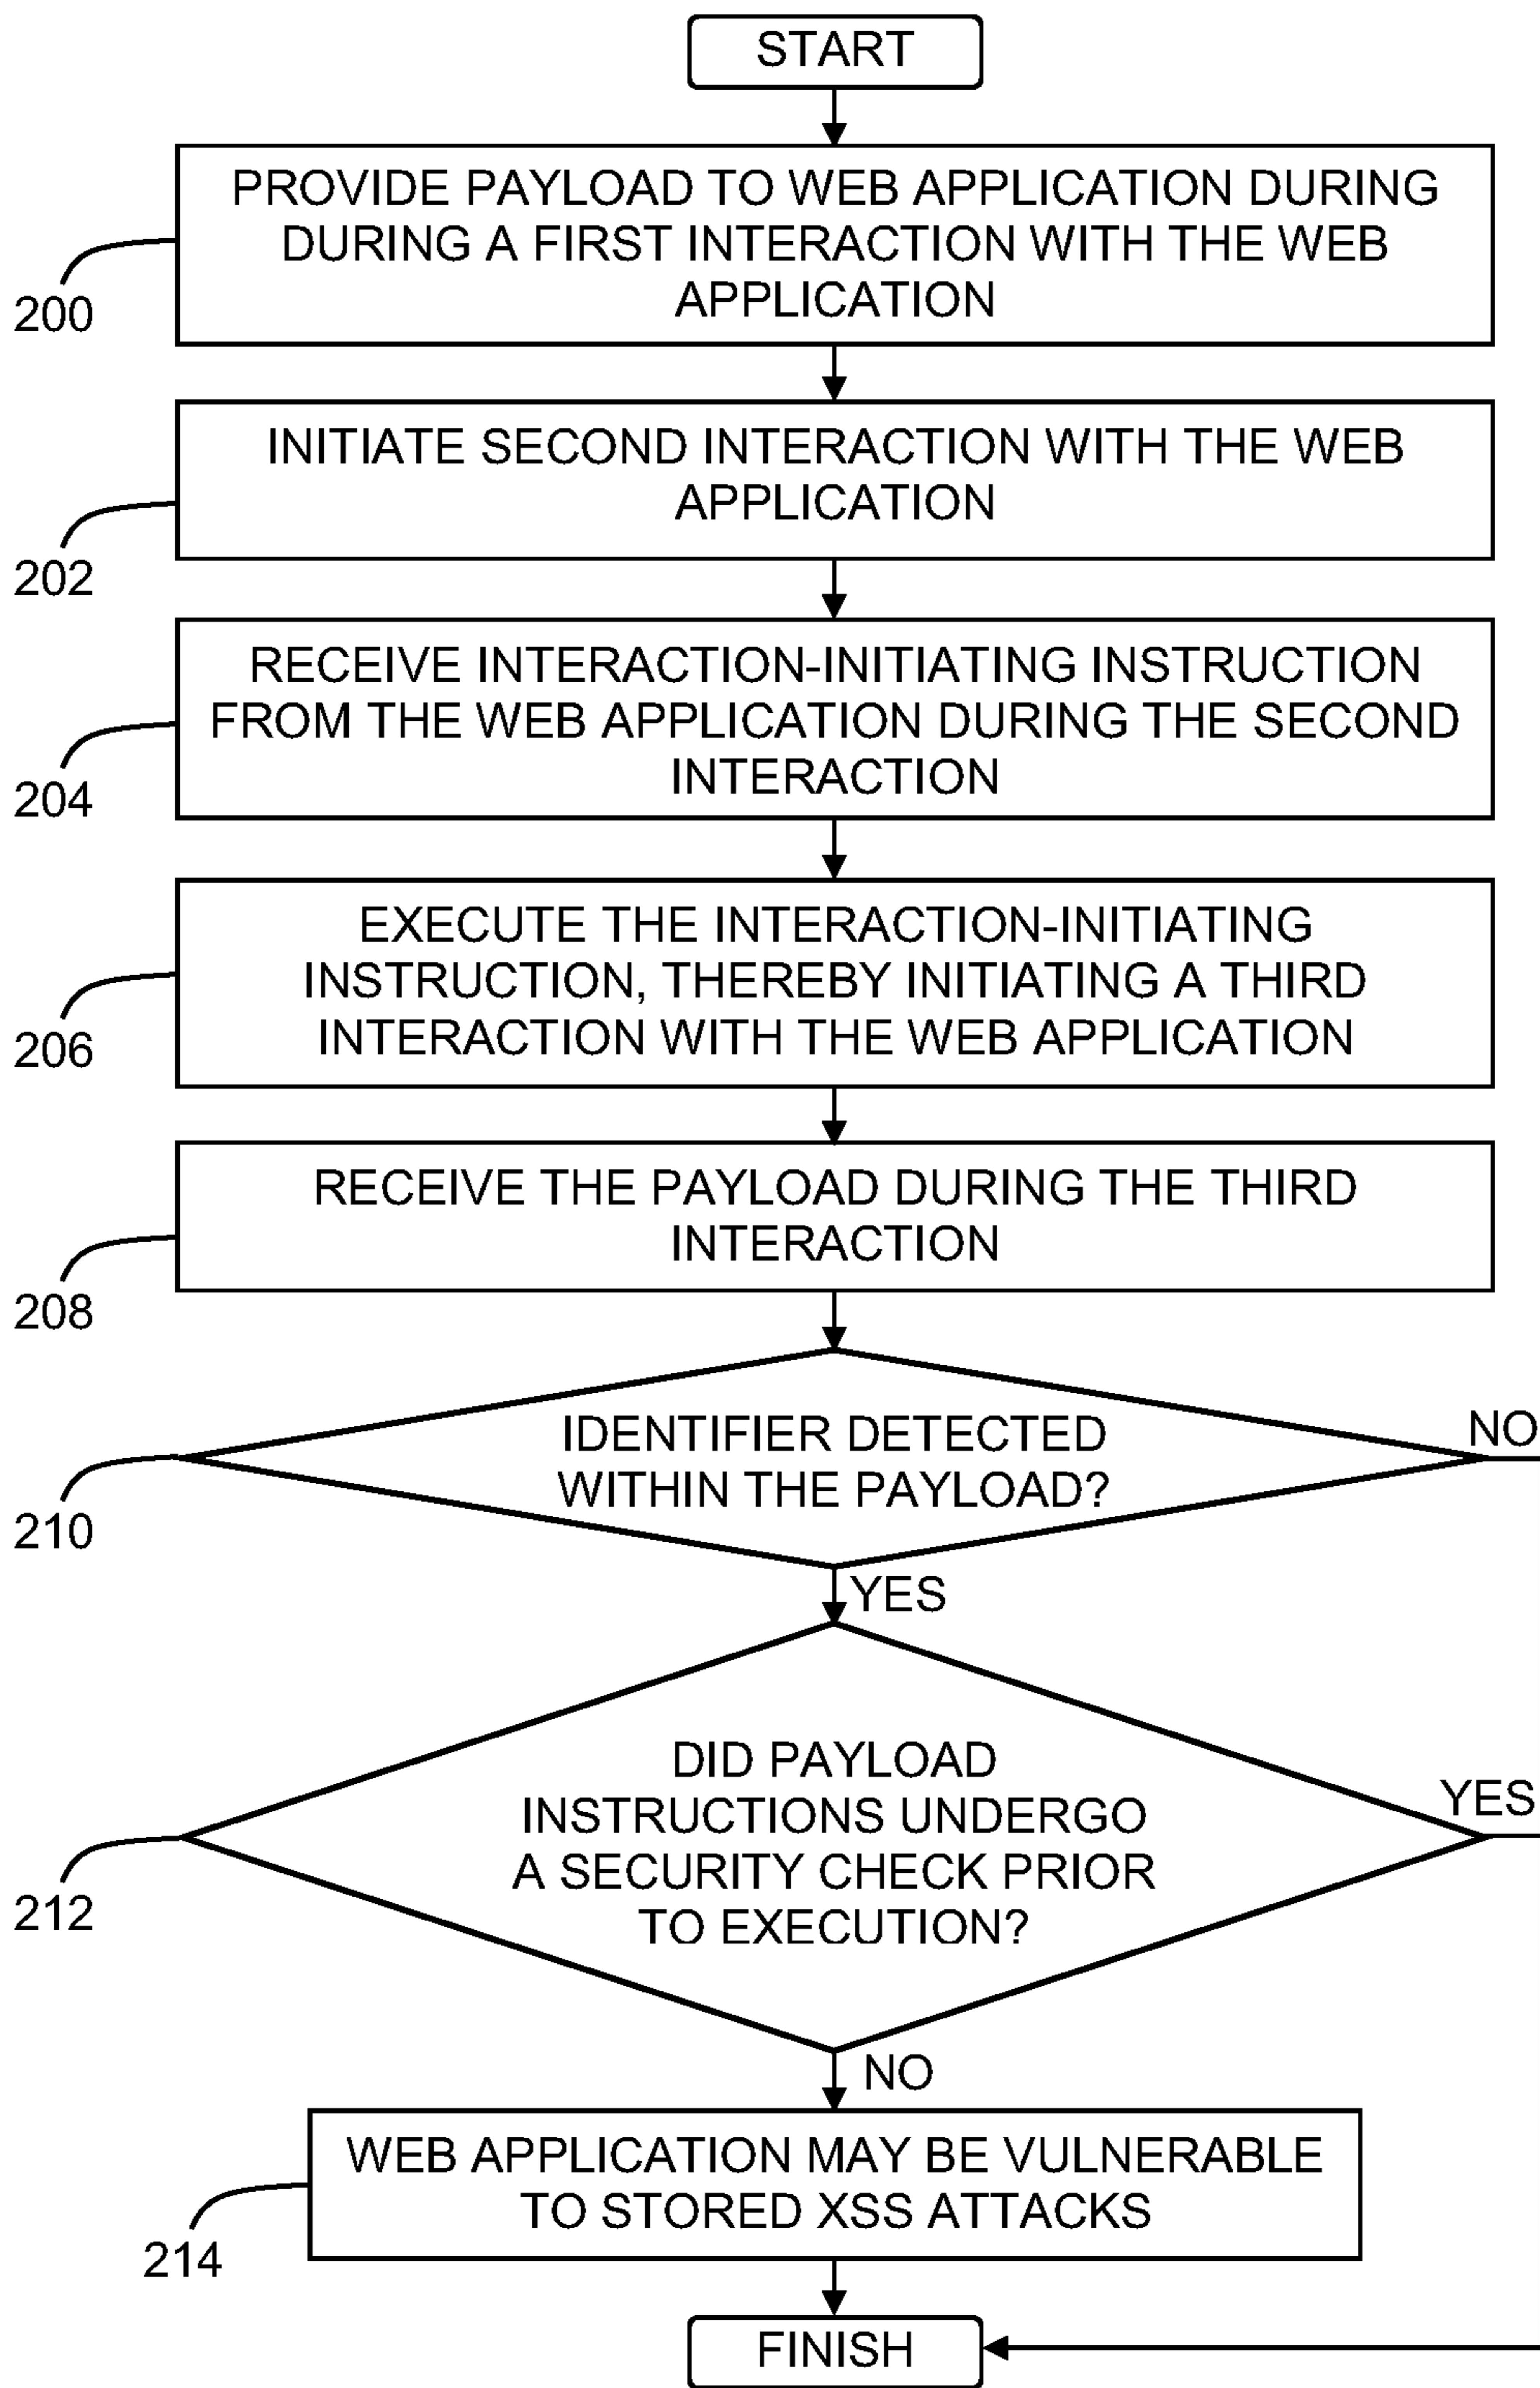 START
PROVIDE PAYLOAD TO WEB APPLICATION DURING
DURING A FIRST INTERACTION WITH THE WEB
APPLICATION
200
INITIATE SECOND INTERACTION WITH THE WEB
APPLICATION
202
RECEIVE INTERACTION-INITIATING INSTRUCTION
FROM THE WEB APPLICATION DURING THE SECOND
INTERACTION
204
EXECUTE THE INTERACTION-INITIATING
INSTRUCTION, THEREBY INITIATING A THIRD
INTERACTION WITH THE WEB APPLICATION
206
RECEIVE THE PAYLOAD DURING THE THIRD
INTERACTION
208
IDENTIFIER DETECTED
WITHIN THE PAYLOAD?
NO
210
YES
DID PAYLOAD
INSTRUCTIONS UNDERGO
A SECURITY CHECK PRIOR
TO EXECUTION?
YES
212
NO
WEB APPLICATION MAY BE VULNERABLE
TO STORED XSS ATTACKS
214
FINISH